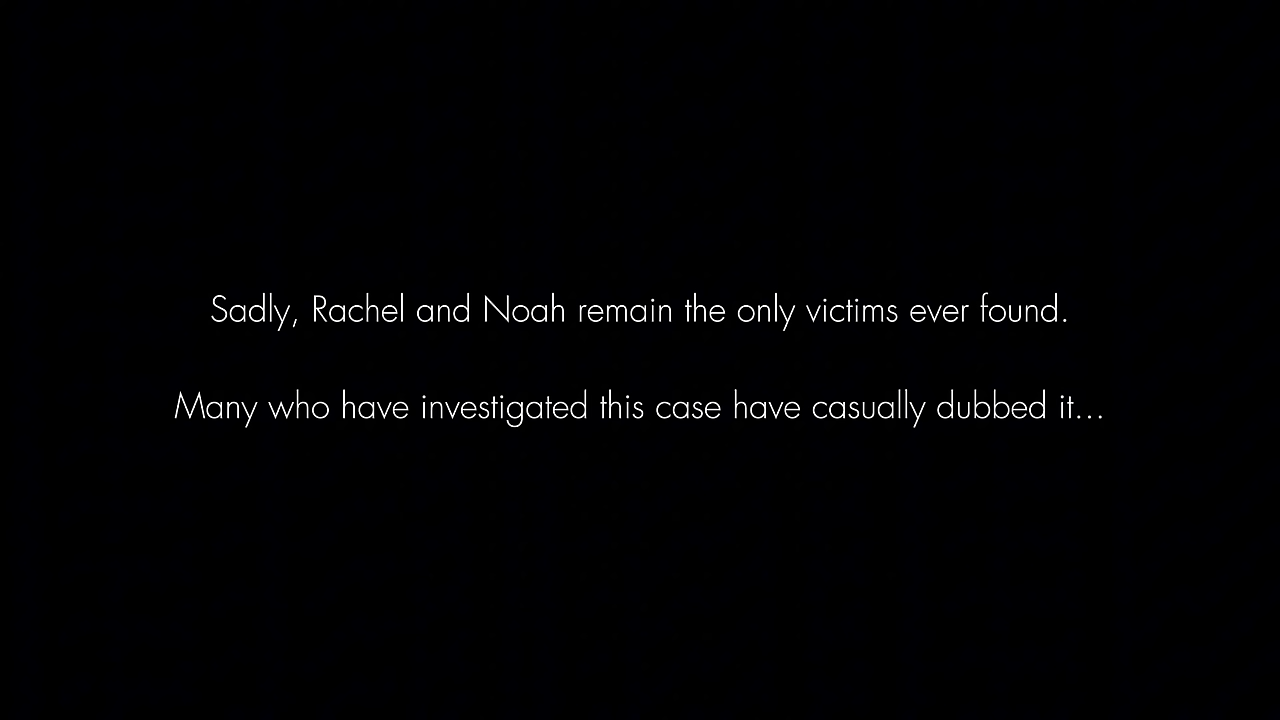 Sadly, Rachel and Noah remain the only victims ever found.
Many who have investigated this case have casually dubbed it...